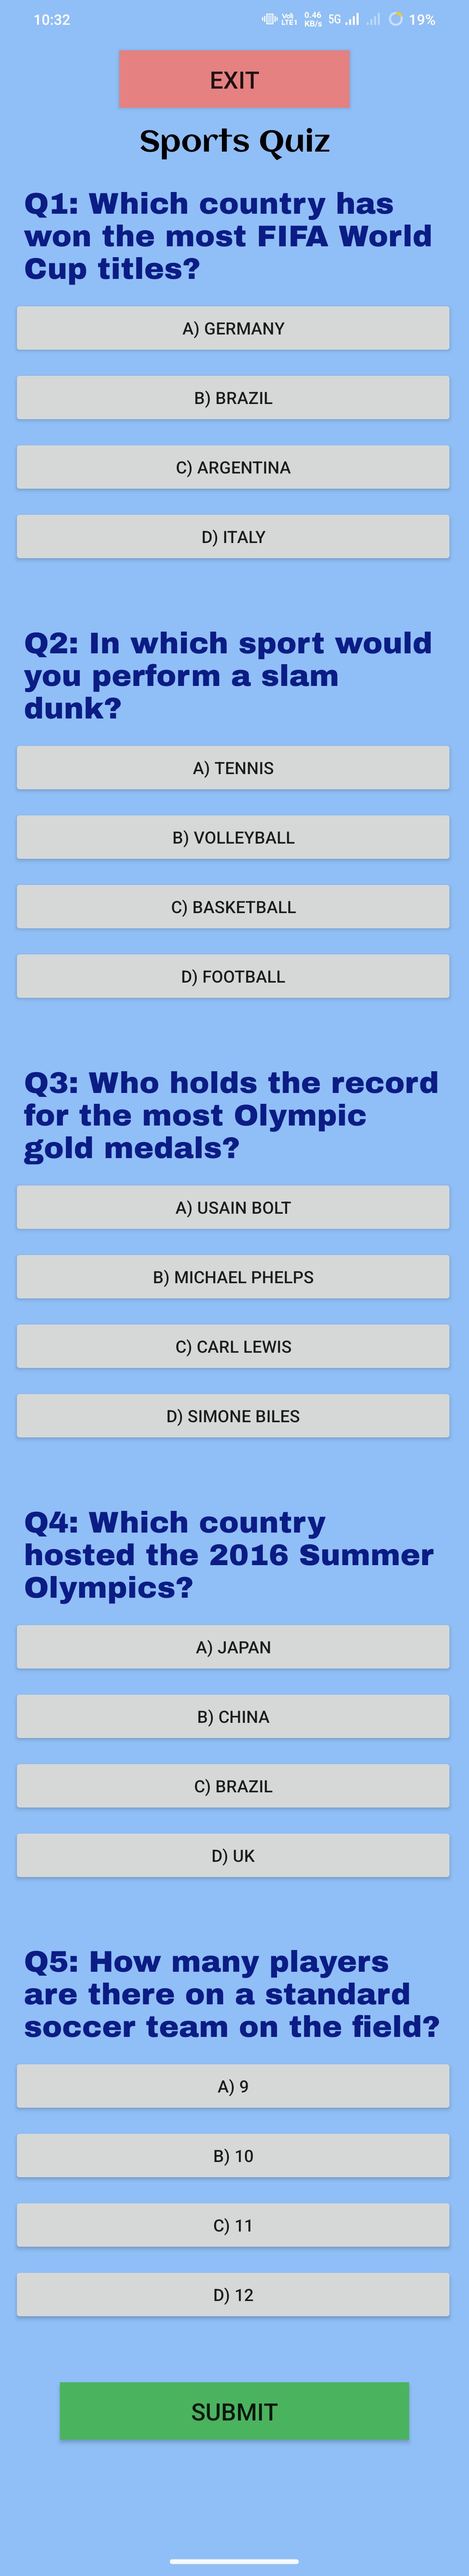 10:32
Vo5 LTE1
0.46 KB/s
5G
19%
EXIT
Sports Quiz
Q1: Which country has
won the most FIFA World
Cup titles?
A) GERMANY
B) BRAZIL
C) ARGENTINA
D) ITALY
Q2: In which sport would
you perform a slam
dunk?
A) TENNIS
B) VOLLEYBALL
C) BASKETBALL
D) FOOTBALL
Q3: Who holds the record
for the most Olympic
gold medals?
A) USAIN BOLT
B) MICHAEL PHELPS
C) CARL LEWIS
D) SIMONE BILES
Q4: Which country
hosted the 2016 Summer
Olympics?
A) JAPAN
B) CHINA
C) BRAZIL
D) UK
Q5: How many players
are there on a standard
soccer team on the field?
A) 9
B) 10
C) 11
D) 12
SUBMIT